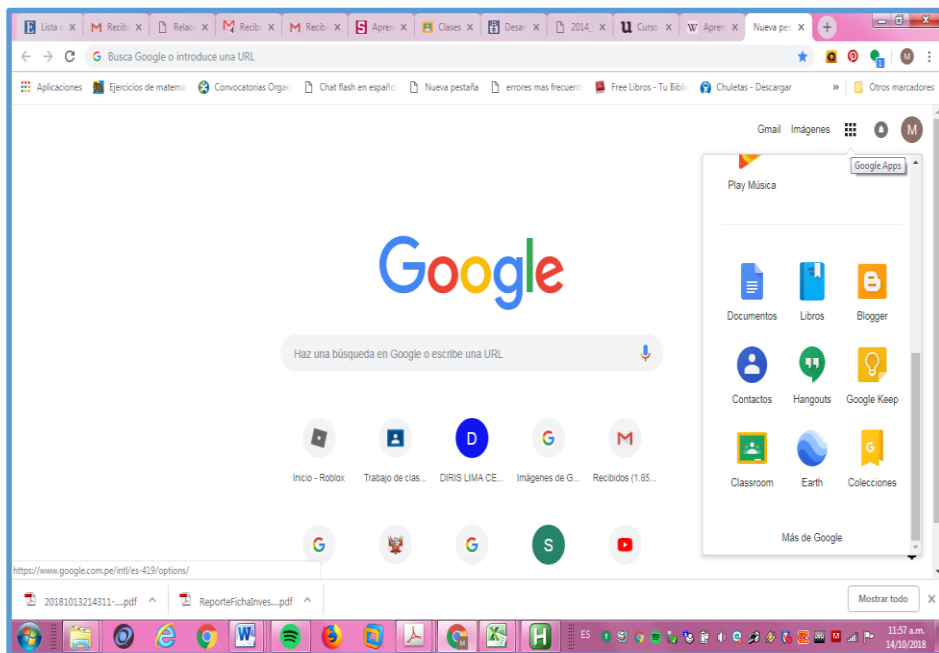 Lista d
Recibi
Relaci
Recibi
Recibi
Apren
Clases
Desar
2014_
Curso
Apren
Nueva pes
Busca Google o introduce una URL
Aplicaciones
Ejercicios de matemá
Convocatorias Organ
Chat flash en españo
Nueva pestaña
errores mas frecuent
Free Libros - Tu Biblio
Chuletas - Descargar
»
Otros marcadores
Gmail
Imágenes
M
Google Apps
Play Música
Google
Documentos
Libros
Blogger
Haz una búsqueda en Google o escribe una URL
Contactos
Hangouts
Google Keep
D
Inicio - Roblox
Trabajo de clas...
DIRIS LIMA CE...
Imágenes de G...
Recibidos (1.85...
Classroom
Earth
Colecciones
S
Más de Google
https://www.google.com.pe/intl/es-419/options/
20181013214311-....pdf
ReporteFichaInves....pdf
Mostrar todo
ES
11:57 a.m.
14/10/2018